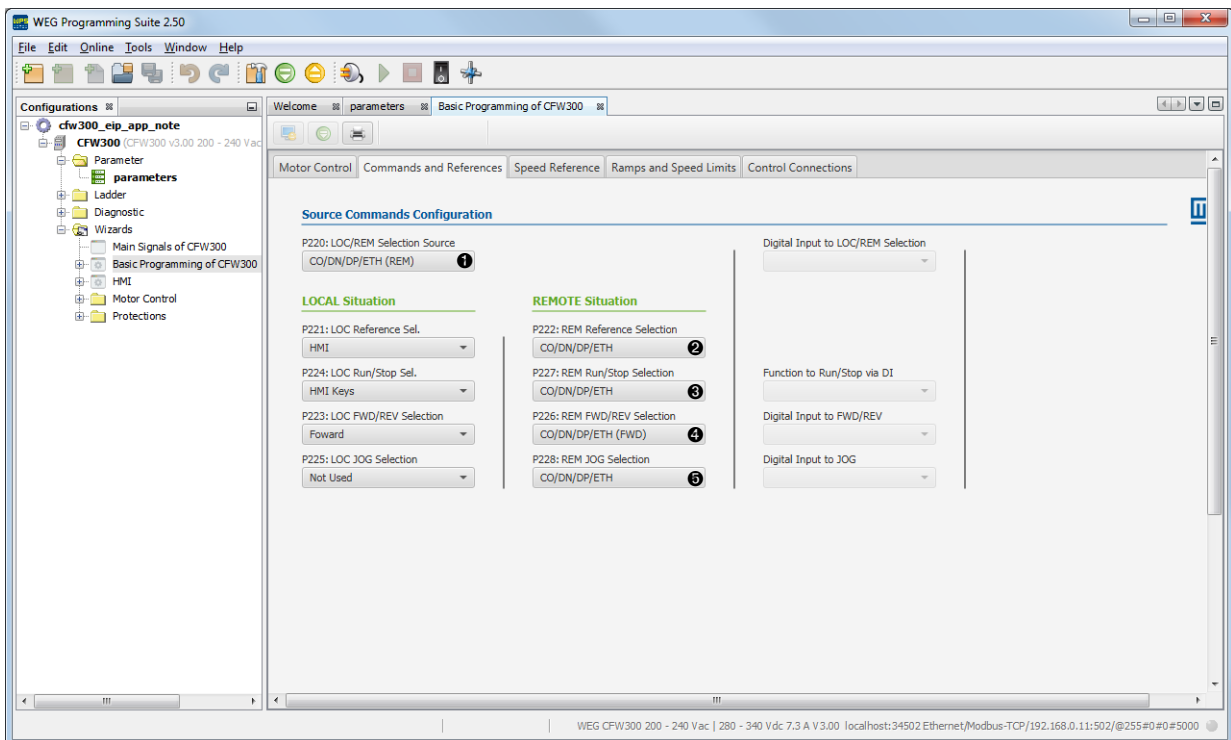 WPS
WEG Programming Suite 2.50
File Edit Online Tools Window Help
Configurations
Welcome parameters Basic Programming of CFW300
cfw300_eip_app_note
CFW300 (CFW300 v3.00 200 - 240 Vac
Parameter
parameters
Ladder
Diagnostic
Wizards
Main Signals of CFW300
Basic Programming of CFW300
HMI
Motor Control
Protections
Motor Control Commands and References Speed Reference Ramps and Speed Limits Control Connections
Source Commands Configuration
P220: LOC/REM Selection Source Digital Input to LOC/REM Selection
CO/DN/DP/ETH (REM) ❶
LOCAL Situation REMOTE Situation
P221: LOC Reference Sel. P222: REM Reference Selection
HMI CO/DN/DP/ETH ❷
P224: LOC Run/Stop Sel. P227: REM Run/Stop Selection Function to Run/Stop via DI
HMI Keys CO/DN/DP/ETH ❸
P223: LOC FWD/REV Selection P226: REM FWD/REV Selection Digital Input to FWD/REV
Foward CO/DN/DP/ETH (FWD) ❹
P225: LOC JOG Selection P228: REM JOG Selection Digital Input to JOG
Not Used CO/DN/DP/ETH ❺
WEG CFW300 200 - 240 Vac | 280 - 340 Vdc 7.3 A V3.00 localhost:34502 Ethernet/Modbus-TCP/192.168.0.11:502/@255#0#0#5000